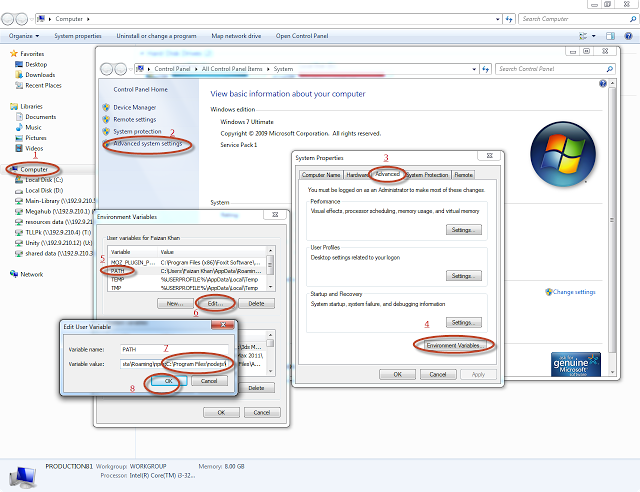 Computer
Search Computer
Organize
System properties
Uninstall or change a program
Map network drive
Open Control Panel
Favorites
Desktop
Downloads
Recent Places
Libraries
Documents
Music
Pictures
Videos
1
Computer
Local Disk (C:)
Local Disk (D:)
Main-Library (\\192.9.210.5)
Megahub (\\192.9.210.1)
resources data (\\192.9.210
TLLPk (\\192.9.210.4) (T:)
Unity (\\192.9.210.12) (U:)
shared data (\\192.9.210.3)
Network
Control Panel
All Control Panel Items
System
Search Control Panel
Control Panel Home
Device Manager
Remote settings
System protection
2
Advanced system settings
View basic information about your computer
Windows edition
Windows 7 Ultimate
Copyright © 2009 Microsoft Corporation. All rights reserved.
Service Pack 1
System
Change settings
ask for
genuine
Microsoft
software
System Properties
3
Computer Name
Hardware
Advanced
System Protection
Remote
You must be logged on as an Administrator to make most of these changes.
Performance
Visual effects, processor scheduling, memory usage, and virtual memory
Settings...
User Profiles
Desktop settings related to your logon
Settings...
Startup and Recovery
System startup, system failure, and debugging information
4
Settings...
Environment Variables...
OK
Cancel
Apply
Environment Variables
User variables for Faizan Khan
Variable
Value
5
MOZ_PLUGIN_P...
C:\Program Files (x86)\Foxit Software\...
PATH
C:\Users\Faizan Khan\AppData\Roamin...
TEMP
%USERPROFILE%\AppData\Local\Temp
TMP
%USERPROFILE%\AppData\Local\Temp
New...
Edit...
Delete
6
Edit User Variable
Variable name:
PATH
7
Variable value:
C:\Program Files\nodejs\
8
OK
Cancel
Delete
OK
Cancel
PRODUCTION81
Workgroup: WORKGROUP
Memory: 8.00 GB
Processor: Intel(R) Core(TM) i3-32...